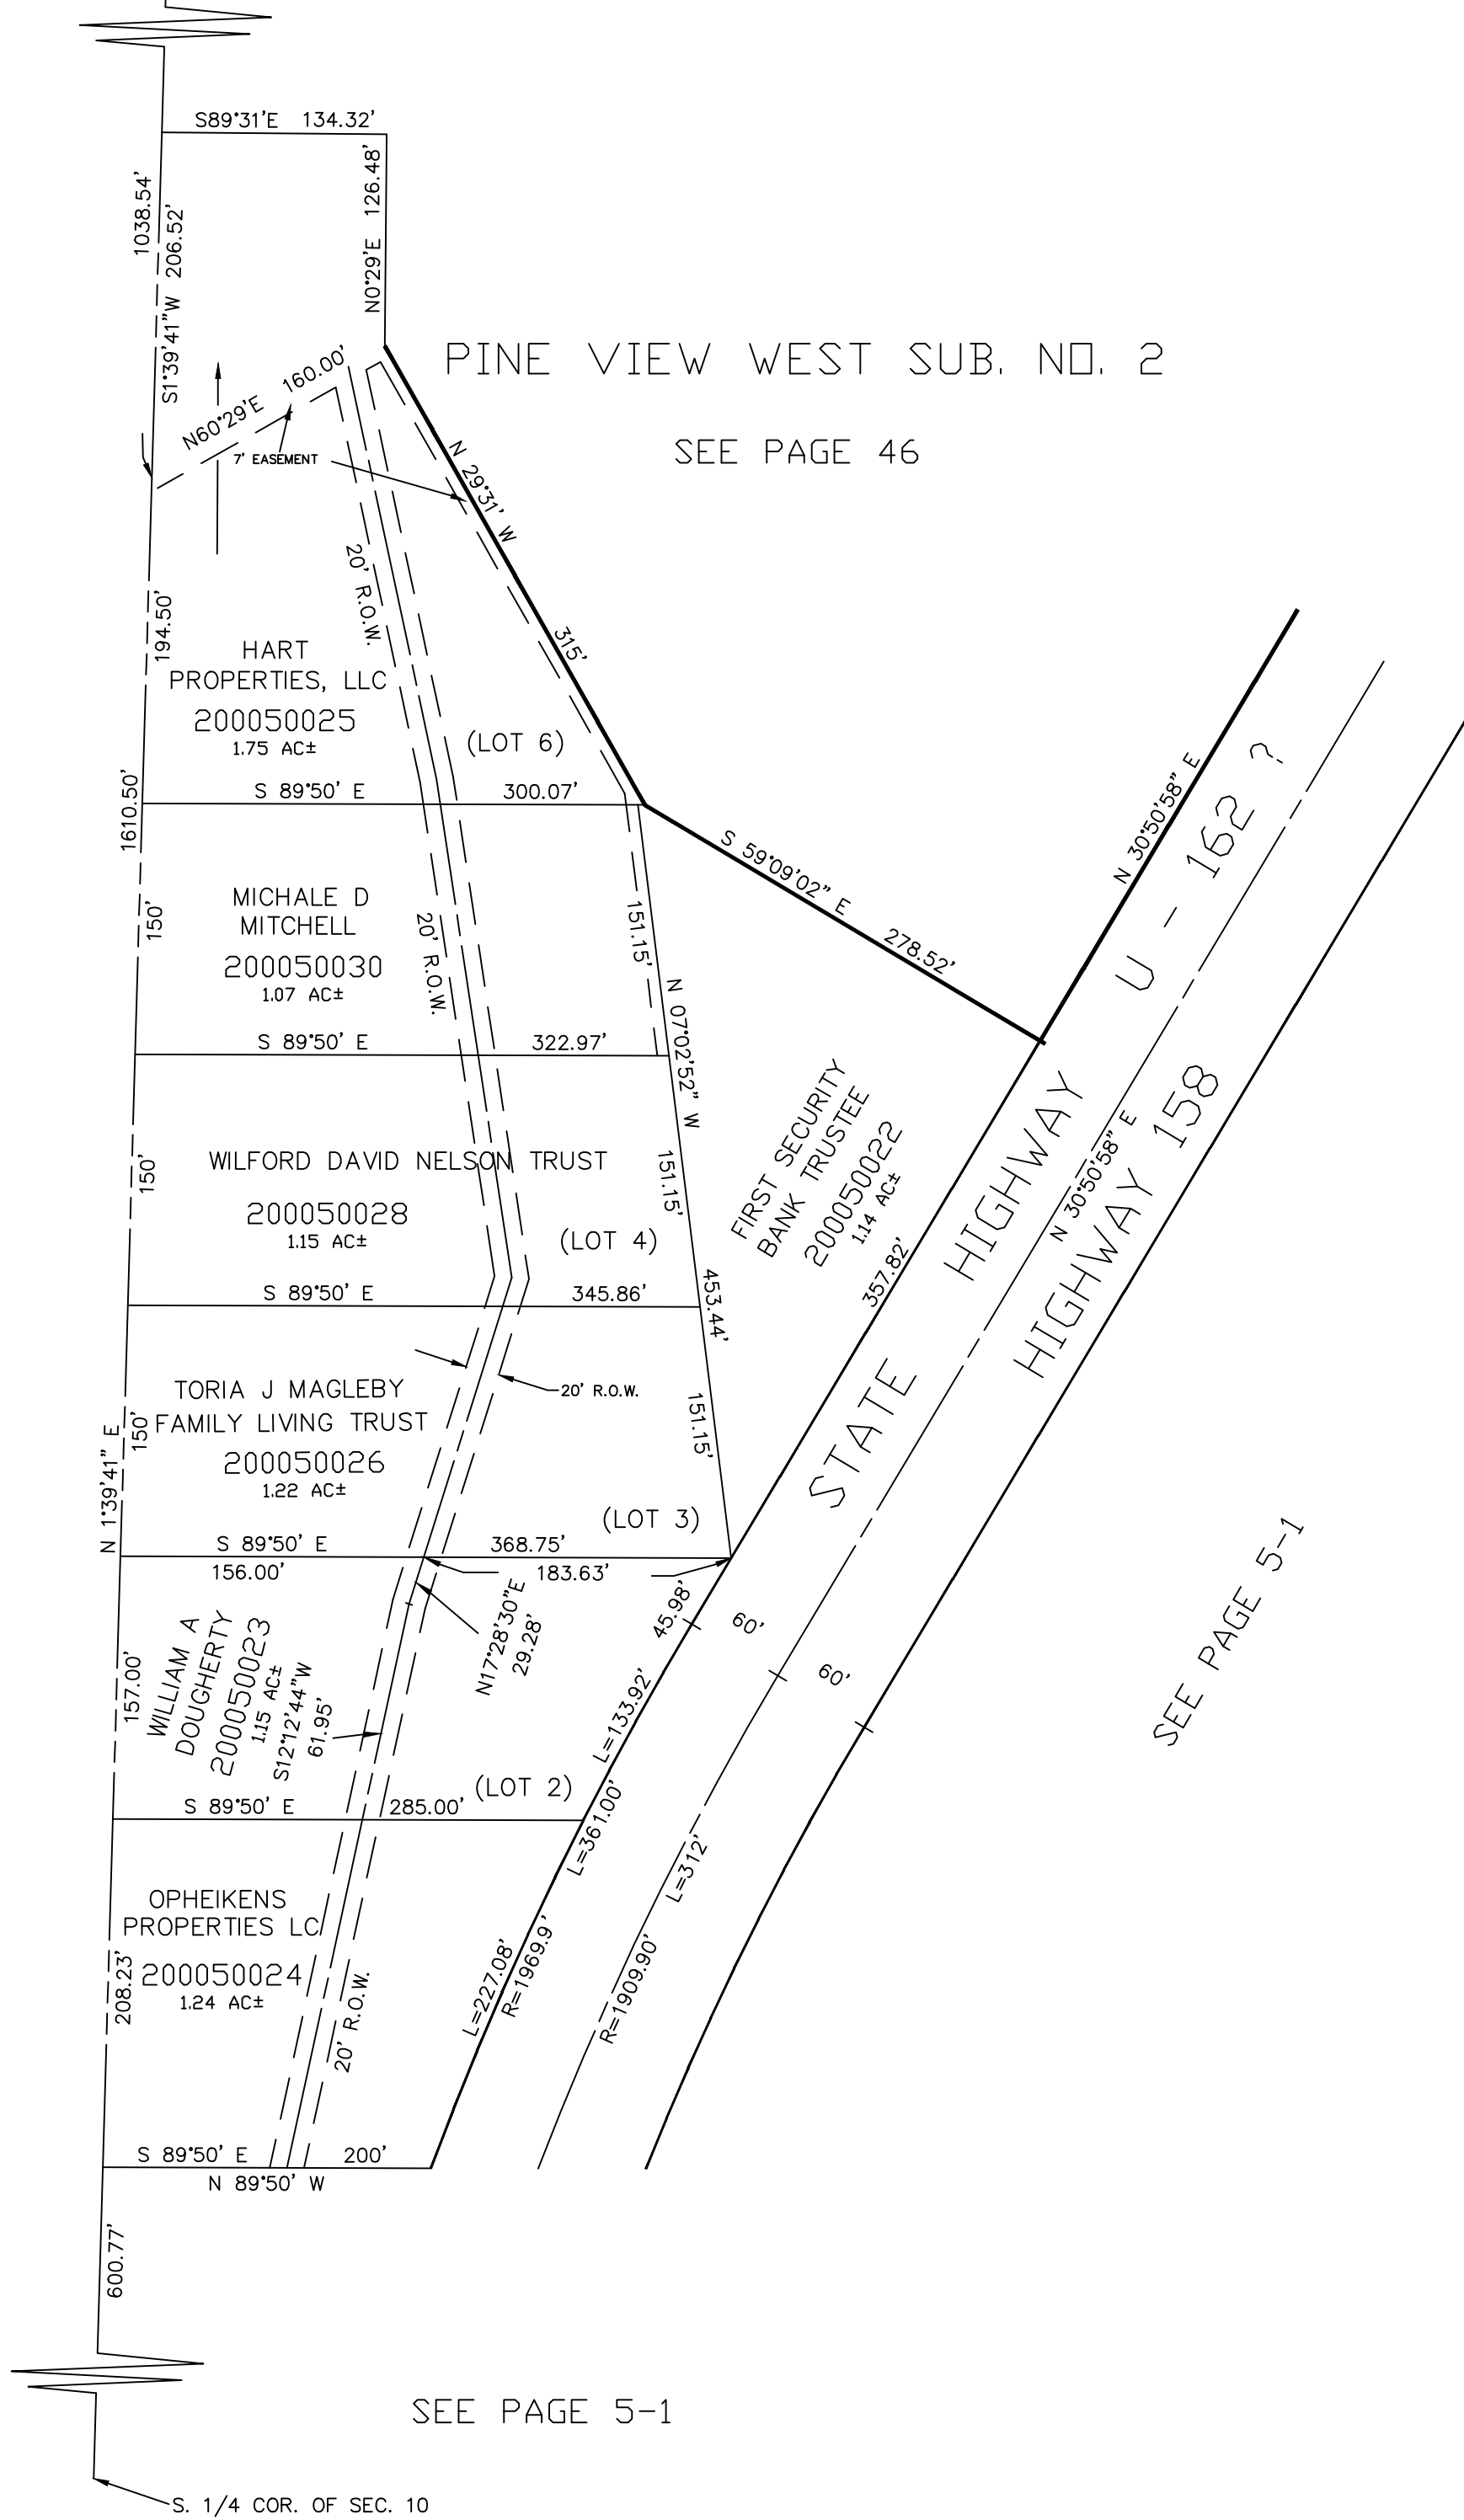 S89°31'E 134.32'
1038.54'
S1°39'41"W 206.52'
N0°29'E 126.48'
PINE VIEW WEST SUB. NO. 2
SEE PAGE 46
N60°29'E 160.00'
7' EASEMENT
N 29°31' W
315'
20' R.O.W.
194.50'
HART
PROPERTIES, LLC
200050025
1.75 AC±
(LOT 6)
S 89°50' E 300.07'
1610.50'
S 59°09'02" E
278.52'
N 30°50'58" E
U - 162 ?
MICHALE D
MITCHELL
200050030
1.07 AC±
150'
20' R.O.W.
151.15'
N 07°02'52" W
S 89°50' E 322.97'
WILFORD DAVID NELSON TRUST
200050028
1.15 AC±
(LOT 4)
150'
151.15'
453.44'
FIRST SECURITY
BANK TRUSTEE
200050022
1.14 AC±
357.82'
STATE HIGHWAY
N 30°50'58" E
HIGHWAY 158
S 89°50' E 345.86'
20' R.O.W.
TORIA J MAGLEBY
FAMILY LIVING TRUST
200050026
1.22 AC±
(LOT 3)
150'
151.15'
N 1°39'41" E
S 89°50' E 368.75'
156.00' 183.63'
N17°28'30"E
29.28'
45.98'
60'
60'
SEE PAGE 5-1
WILLIAM A
DOUGHERTY
200050023
1.15 AC±
S12°12'44"W
61.95'
157.00'
L=133.92'
(LOT 2)
S 89°50' E 285.00'
L=361.00'
L=312'
OPHEIKENS
PROPERTIES LC
200050024
1.24 AC±
208.23'
20' R.O.W.
L=227.08'
R=1969.9'
R=1909.90'
S 89°50' E 200'
N 89°50' W
600.77'
SEE PAGE 5-1
S. 1/4 COR. OF SEC. 10